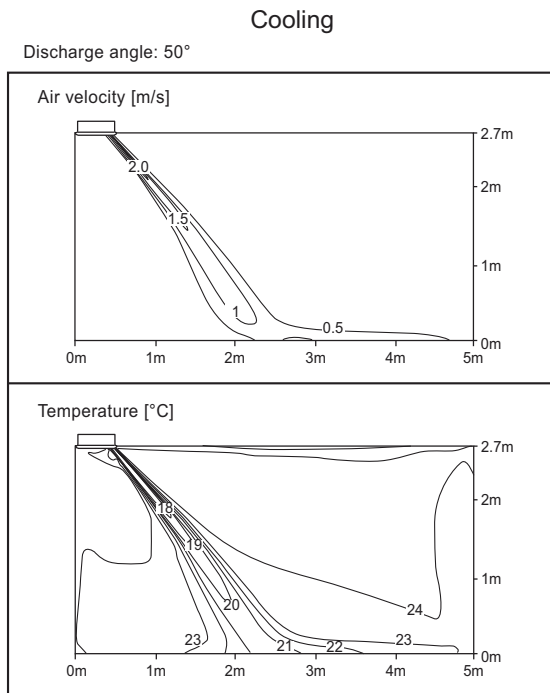 Cooling
Discharge angle: 50°
Air velocity [m/s]
2.7m
2.0
2m
1.5
1m
1
0.5
0m
0m 1m 2m 3m 4m 5m
Temperature [°C]
2.7m
18
2m
19
20
24
1m
23
21
22
23
0m
0m 1m 2m 3m 4m 5m